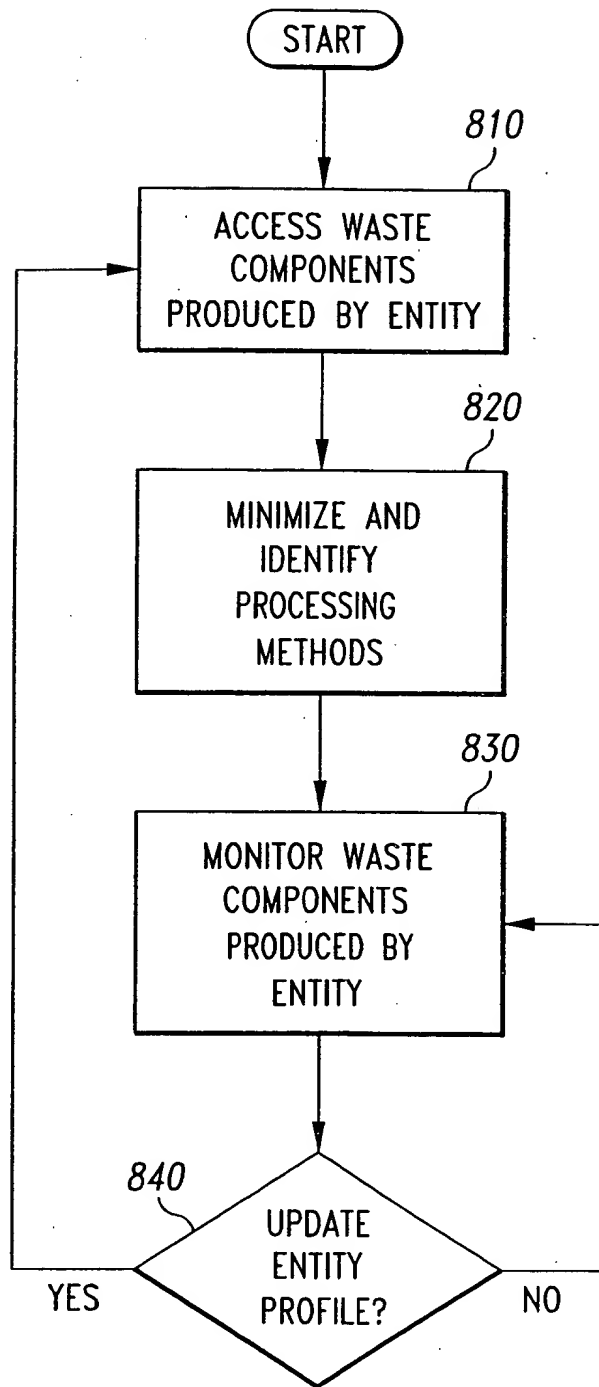 START
810
ACCESS WASTE
COMPONENTS
PRODUCED BY ENTITY
820
MINIMIZE AND
IDENTIFY
PROCESSING
METHODS
830
MONITOR WASTE
COMPONENTS
PRODUCED BY
ENTITY
840
UPDATE
ENTITY
PROFILE?
YES
NO